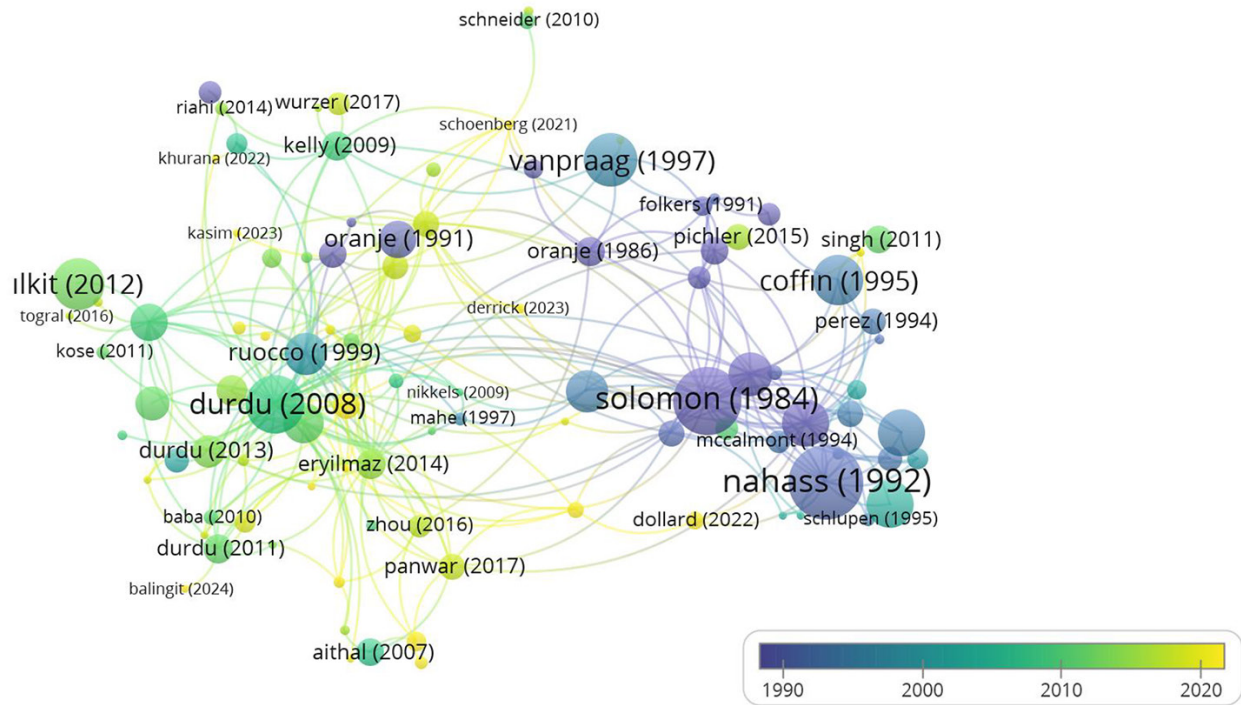 schneider (2010)
riahi (2014)
wurzer (2017)
schoenberg (2021)
kelly (2009)
khurana (2022)
vanpraag (1997)
folkers (1991)
kasim (2023)
oranje (1991)
oranje (1986)
pichler (2015)
singh (2011)
ılkit (2012)
coffin (1995)
togral (2016)
derrick (2023)
perez (1994)
kose (2011)
ruocco (1999)
nikkels (2009)
durdu (2008)
solomon (1984)
mahe (1997)
mccalmont (1994)
durdu (2013)
eryilmaz (2014)
nahass (1992)
baba (2010)
zhou (2016)
dollard (2022)
schlupen (1995)
durdu (2011)
panwar (2017)
balingit (2024)
aithal (2007)
1990
2000
2010
2020